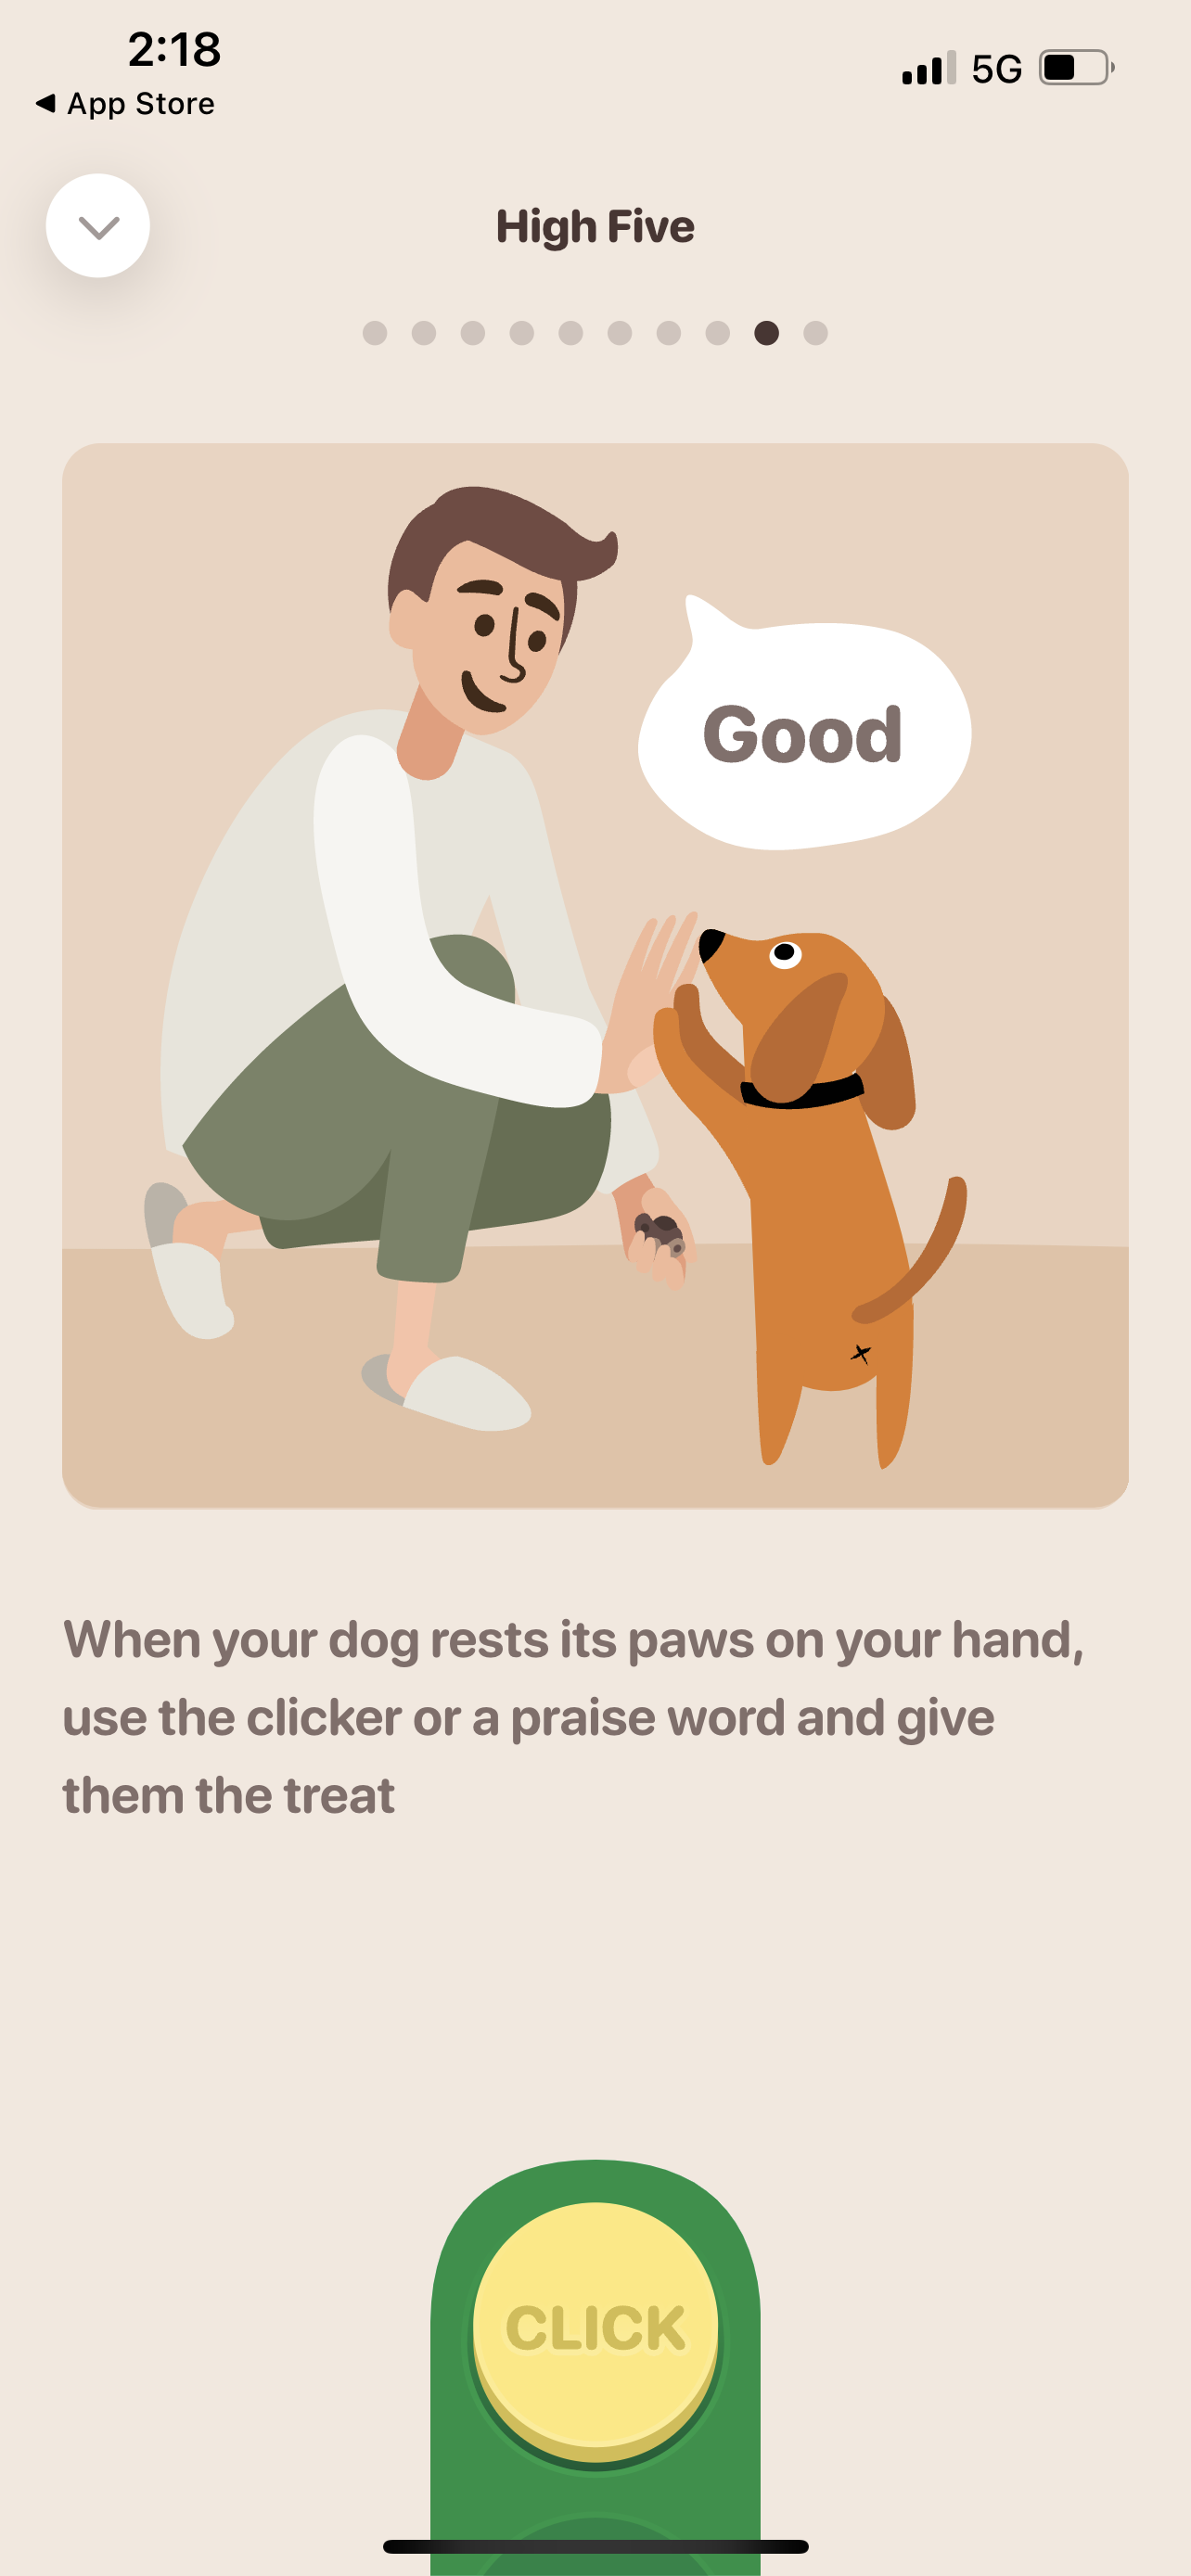 2:18
5G
App Store
High Five
Good
When your dog rests its paws on your hand,
use the clicker or a praise word and give
them the treat
CLICK